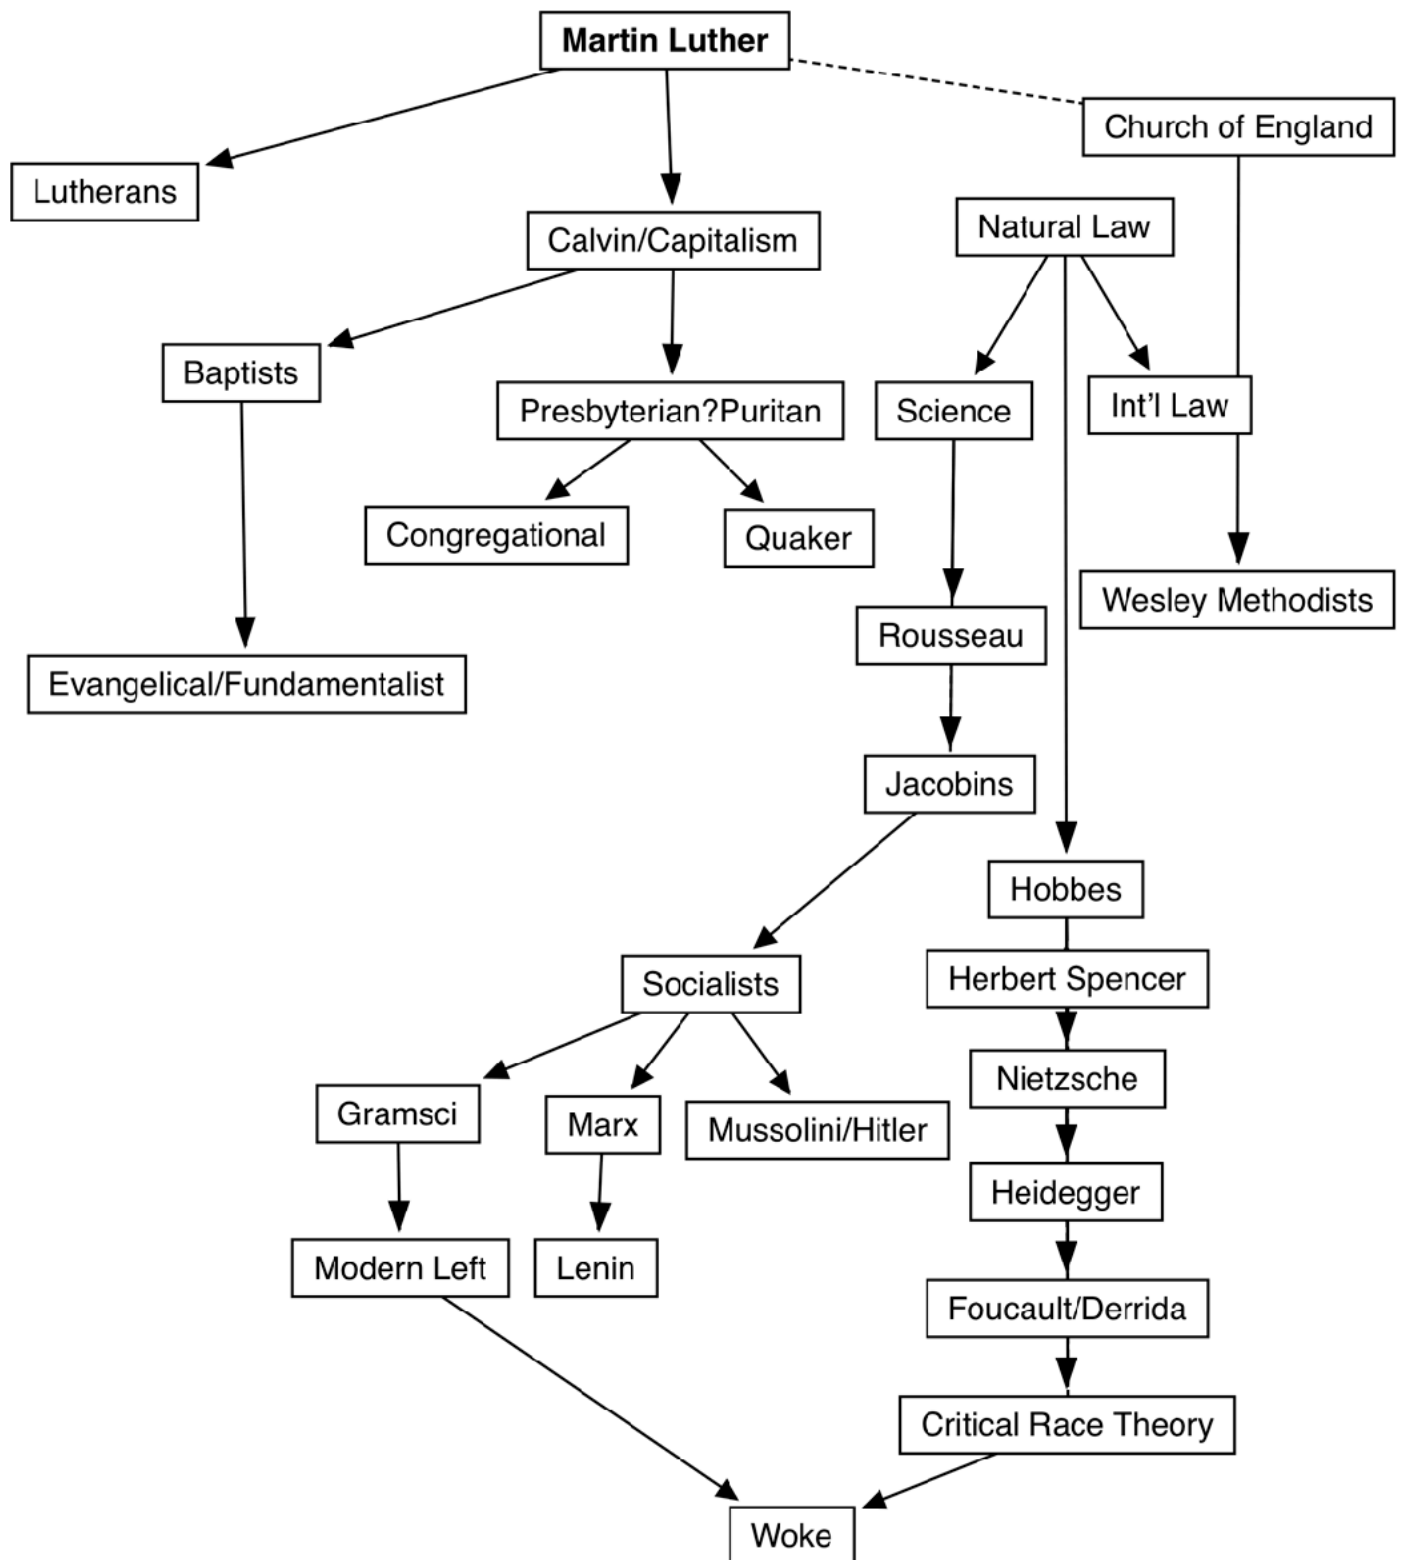 Martin Luther
Church of England
Lutherans
Natural Law
Calvin/Capitalism
Baptists
Presbyterian?Puritan
Science
Int'l Law
Congregational
Quaker
Wesley Methodists
Rousseau
Evangelical/Fundamentalist
Jacobins
Hobbes
Socialists
Herbert Spencer
Nietzsche
Gramsci
Marx
Mussolini/Hitler
Heidegger
Modern Left
Lenin
Foucault/Derrida
Critical Race Theory
Woke